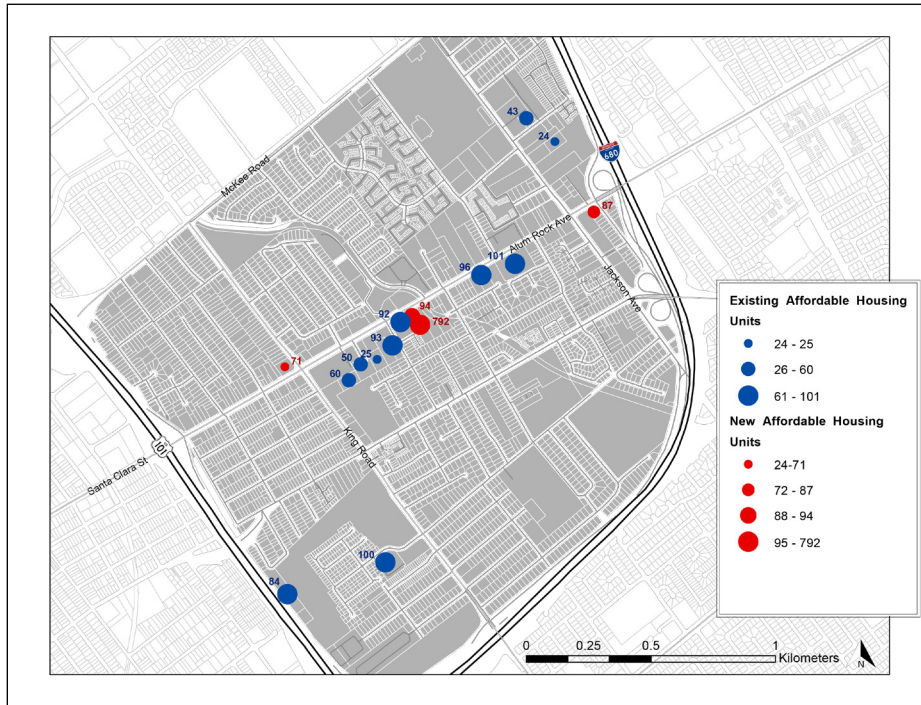 43
24
INTERSTATE
680
McKee Road
87
Alum Rock Ave
101
96
Jackson Ave
94
92
792
93
25
50
71
60
King Road
101
Santa Clara St
100
84
Existing Affordable Housing
Units
24 - 25
26 - 60
61 - 101
New Affordable Housing
Units
24-71
72 - 87
88 - 94
95 - 792
0 0.25 0.5 1
Kilometers
N